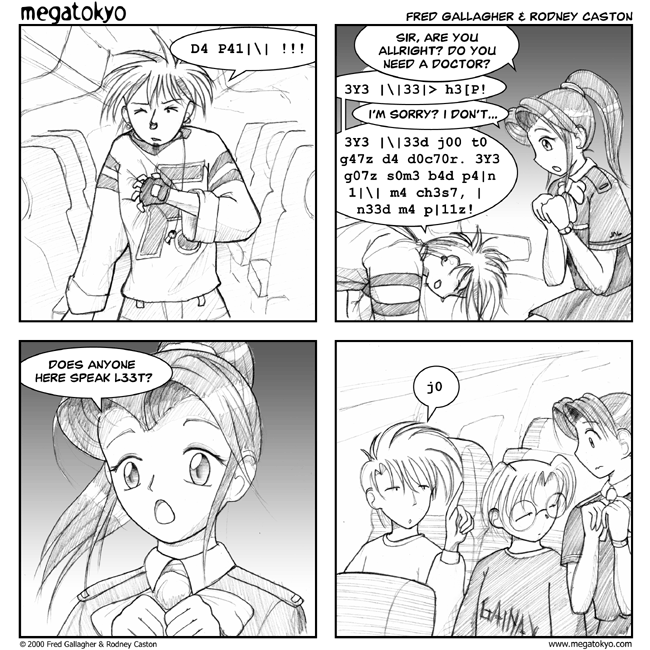 megatokyo
FRED GALLAGHER & RODNEY CASTON
D4 P41|\| !!!
SIR, ARE YOU
ALLRIGHT? DO YOU
NEED A DOCTOR?
3Y3 |\|33|> h3[P!
I'M SORRY? I DON'T...
3Y3 |\|33d j00 t0
g47z d4 d0c70r. 3Y3
g07z s0m3 b4d p4|n
1|\| m4 ch3s7, |
n33d m4 p|llz!
DOES ANYONE
HERE SPEAK L33T?
j0
GAINAX
© 2000 Fred Gallagher & Rodney Caston
www.megatokyo.com